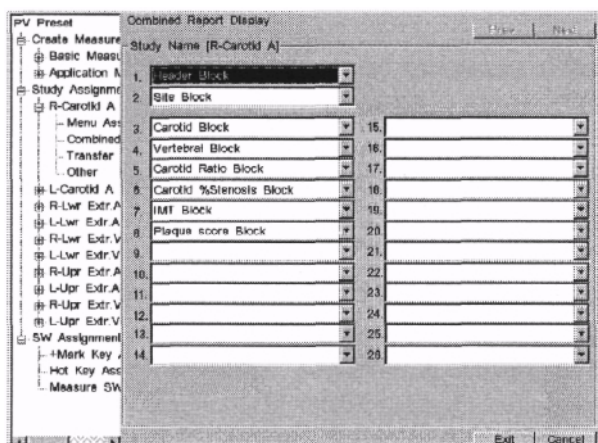 PV Preset
Create Measure
Basic Measu
Application M
Study Assignme
R-Carotid A
Menu Ass
Combined
Transfer
Other
L-Carotid A
R-Lwr Extr.A
L-Lwr Extr.A
R-Lwr Extr.V
L-Lwr Extr.V
R-Upr Extr.A
L-Upr Extr.A
R-Upr Extr.V
L-Upr Extr.V
SW Assignment
+Mark Key
Hot Key Ass
Measure SW
Combined Report Display
Prev. Next
Study Name [R-Carotid A]
1. Header Block
2. Site Block
3. Carotid Block
4. Vertebral Block
5. Carotid Ratio Block
6. Carotid %Stenosis Block
7. IMT Block
8. Plaque score Block
9.
10.
11.
12.
13.
14.
15.
16.
17.
18.
19.
20.
21.
22.
23.
24.
25.
26.
Exit Cancel